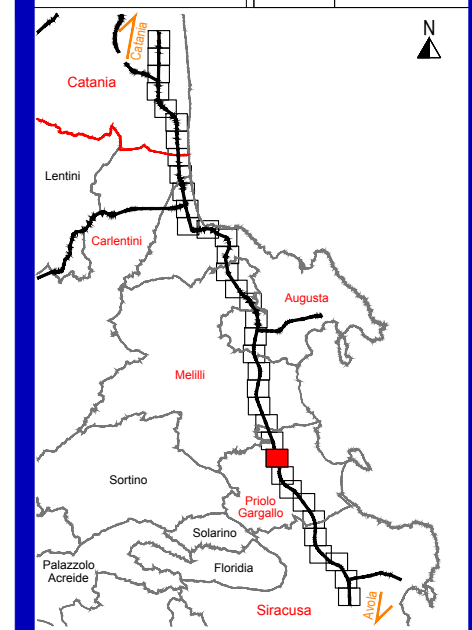 N
Catania
Catania
Lentini
Carlentini
Augusta
Melilli
Sortino
Priolo
Gargallo
Solarino
Palazzolo
Acreide
Floridia
Siracusa
Avola